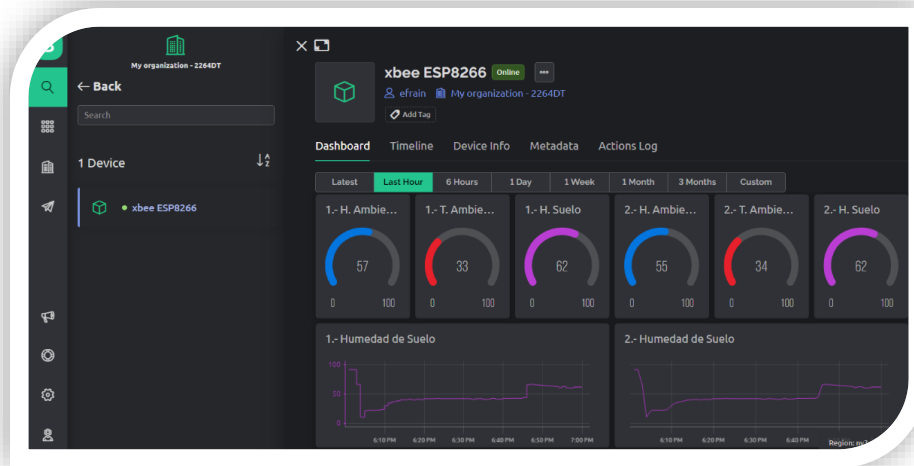 My organization - 2264DT
← Back
Search
1 Device
xbee ESP8266
xbee ESP8266 Online
efrain My organization - 2264DT
Add Tag
Dashboard Timeline Device Info Metadata Actions Log
Latest Last Hour 6 Hours 1 Day 1 Week 1 Month 3 Months Custom
1.- H. Ambie... 1.- T. Ambie... 1.- H. Suelo 2.- H. Ambie... 2.- T. Ambie... 2.- H. Suelo
57 33 62 55 34 62
0 100 0 100 0 100 0 100 0 100 0 100
1.- Humedad de Suelo 2.- Humedad de Suelo
100
50
0
6:10 PM 6:20 PM 6:30 PM 6:40 PM 6:50 PM 7:00 PM 6:10 PM 6:20 PM 6:30 PM 6:40 PM
Region: